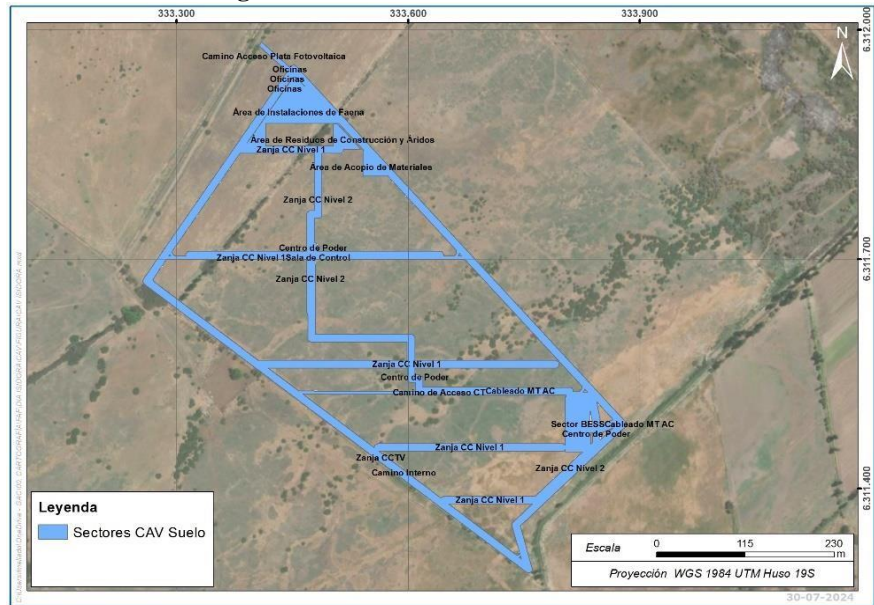 333.300 333.600 333.900
6.312.000
N
Camino Acceso Plata Fotovoltaica
Oficinas
Oficinas
Oficinas
Área de Instalaciones de Faena
Área de Residuos de Construcción y Áridos
Zanja CC Nivel 1
Área de Acopio de Materiales
Zanja CC Nivel 2
Centro de Poder
Zanja CC Nivel 1Sala de Control
6.311.700
Zanja CC Nivel 2
Zanja CC Nivel 1
Centro de Poder
Camino de Acceso CT
Cableado MT AC
Sector BESS
Cableado MT AC
Centro de Poder
Zanja CC Nivel 1
Zanja CCTV
Zanja CC Nivel 2
Camino Interno
6.311.400
Zanja CC Nivel 1
Leyenda
Sectores CAV Suelo
Escala 0 115 230
m
Proyección WGS 1984 UTM Huso 19S
30-07-2024